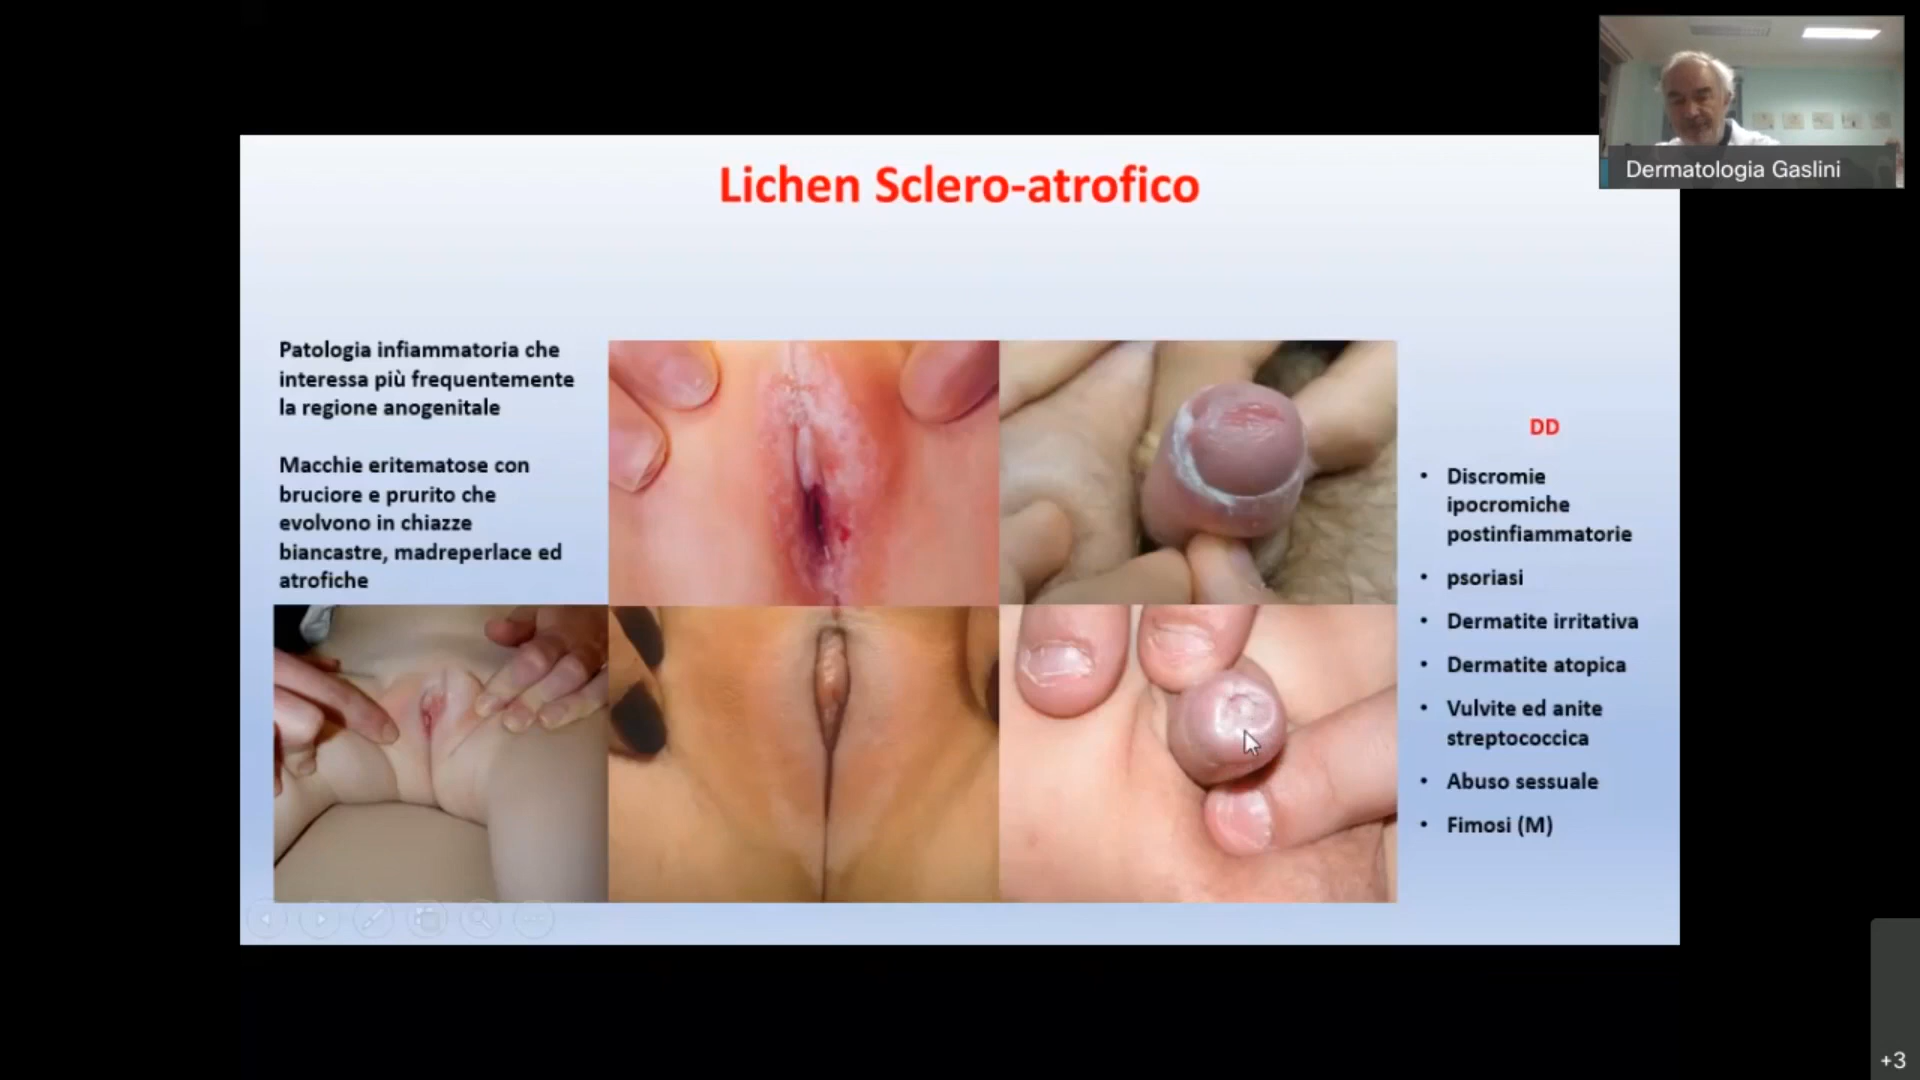 Dermatologia Gaslini
Lichen Sclero-atrofico
Patologia infiammatoria che
interessa più frequentemente
la regione anogenitale
Macchie eritematose con
bruciore e prurito che
evolvono in chiazze
biancastre, madreperlace ed
atrofiche
DD
• Discromie
ipocromiche
postinfiammatorie
• psoriasi
• Dermatite irritativa
• Dermatite atopica
• Vulvite ed anite
streptococcica
• Abuso sessuale
• Fimosi (M)
+3